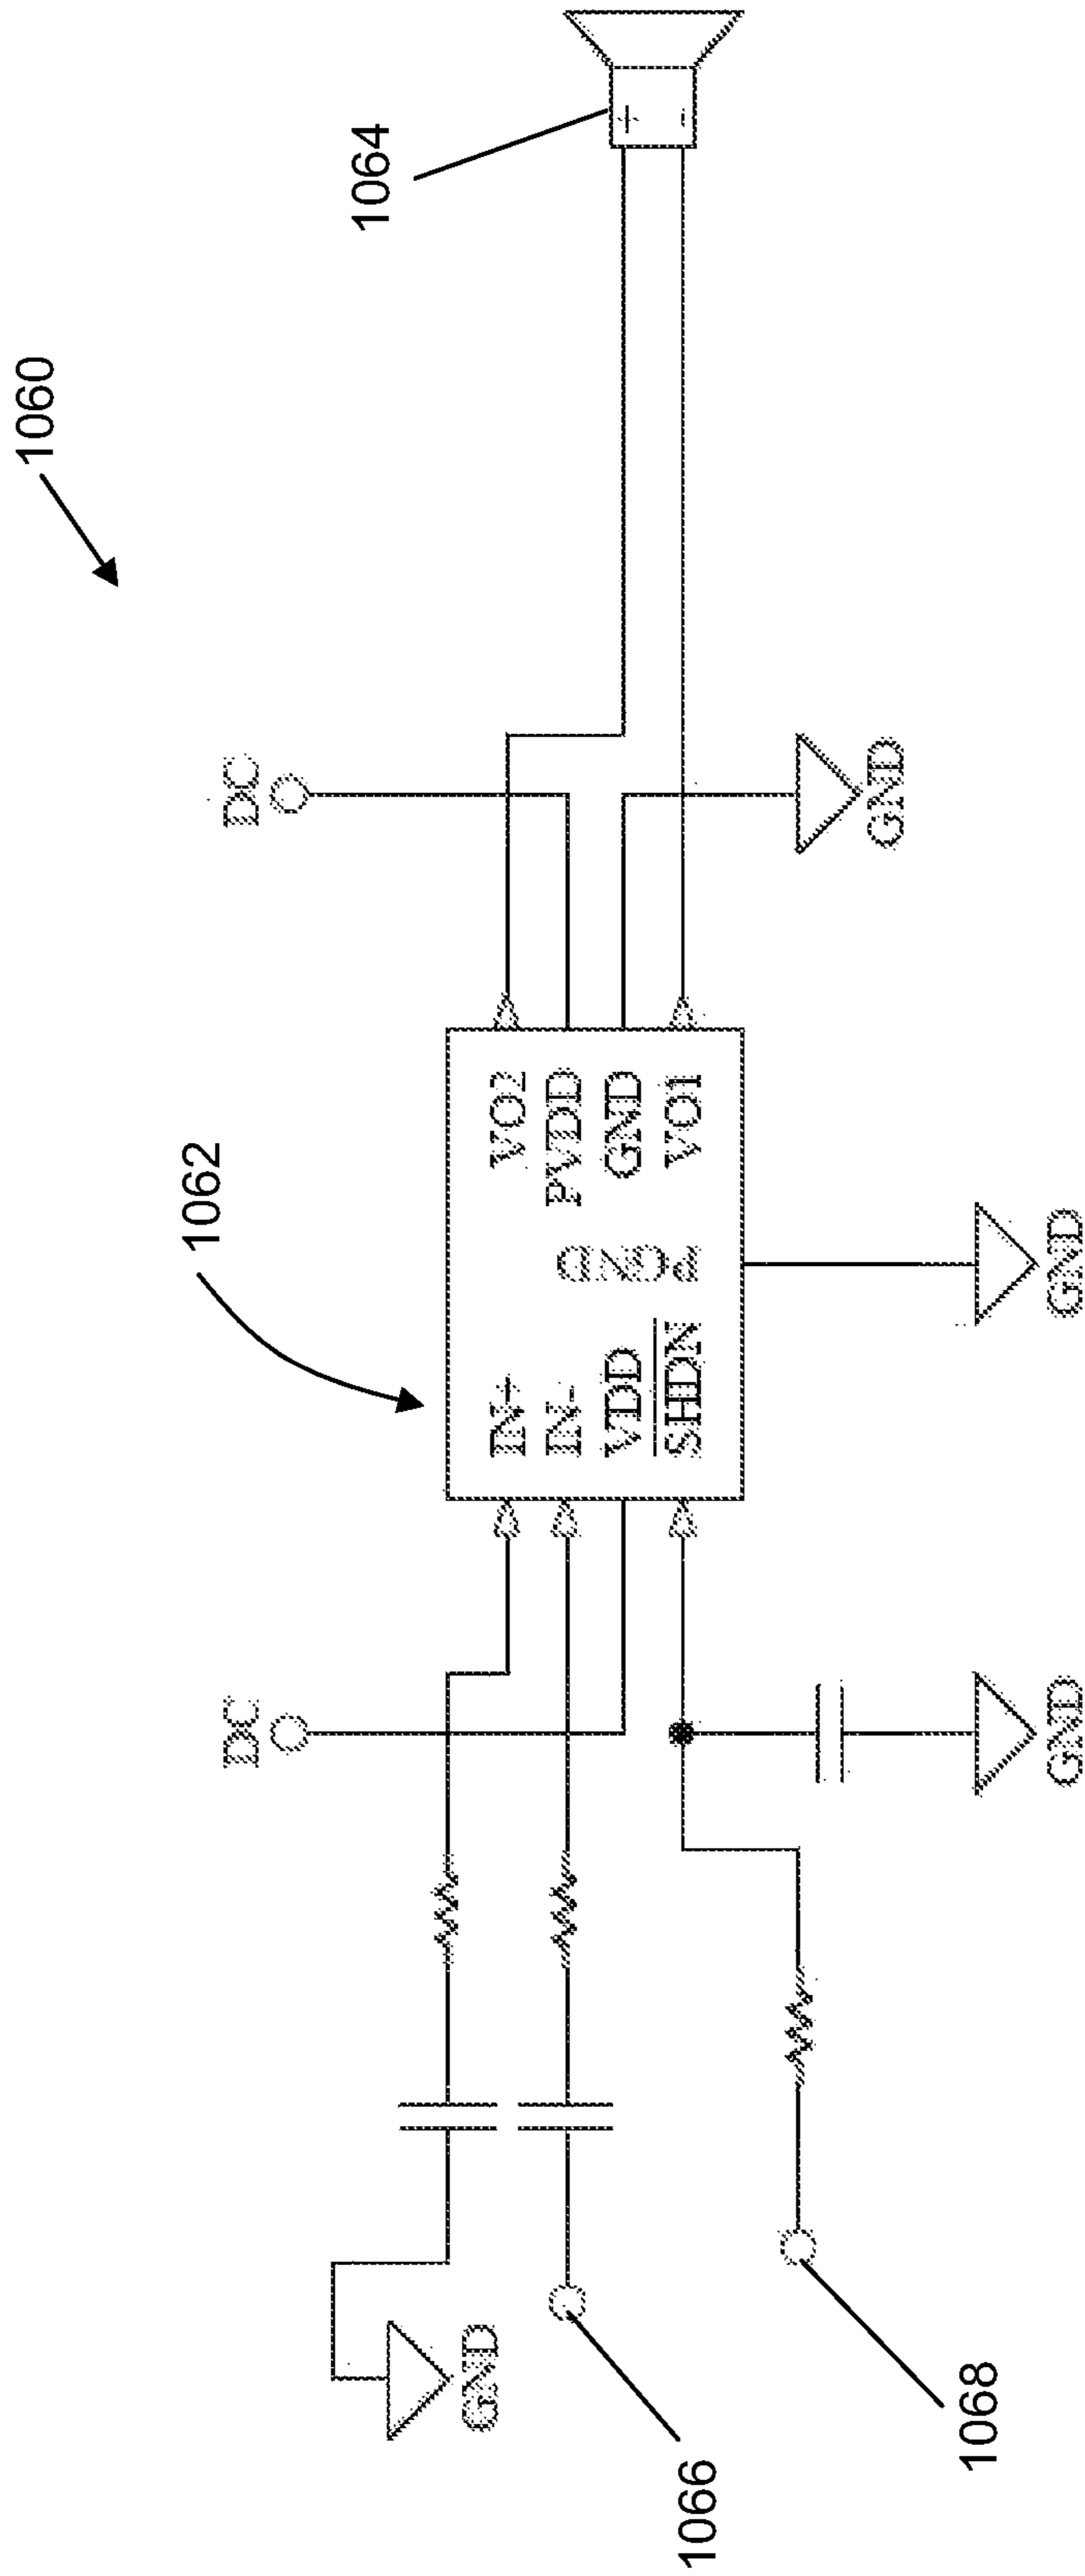 1060
1062
1064
DC
DC
IN+
IN-
VDD
SHDN
PGND
VO2
PVDD
GND
VO1
+
-
GND
GND
GND
GND
1066
1068